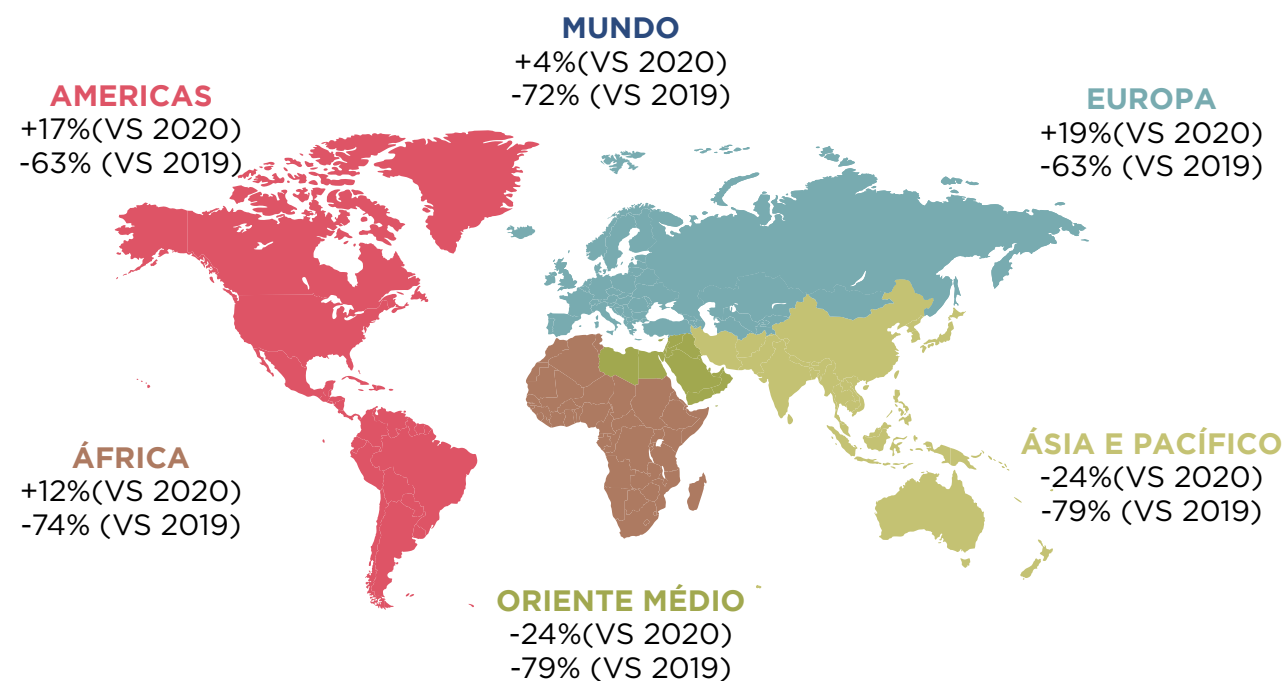 MUNDO
+4%(VS 2020)
-72% (VS 2019)
AMERICAS
+17%(VS 2020)
-63% (VS 2019)
EUROPA
+19%(VS 2020)
-63% (VS 2019)
ÁFRICA
+12%(VS 2020)
-74% (VS 2019)
ÁSIA E PACÍFICO
-24%(VS 2020)
-79% (VS 2019)
ORIENTE MÉDIO
-24%(VS 2020)
-79% (VS 2019)